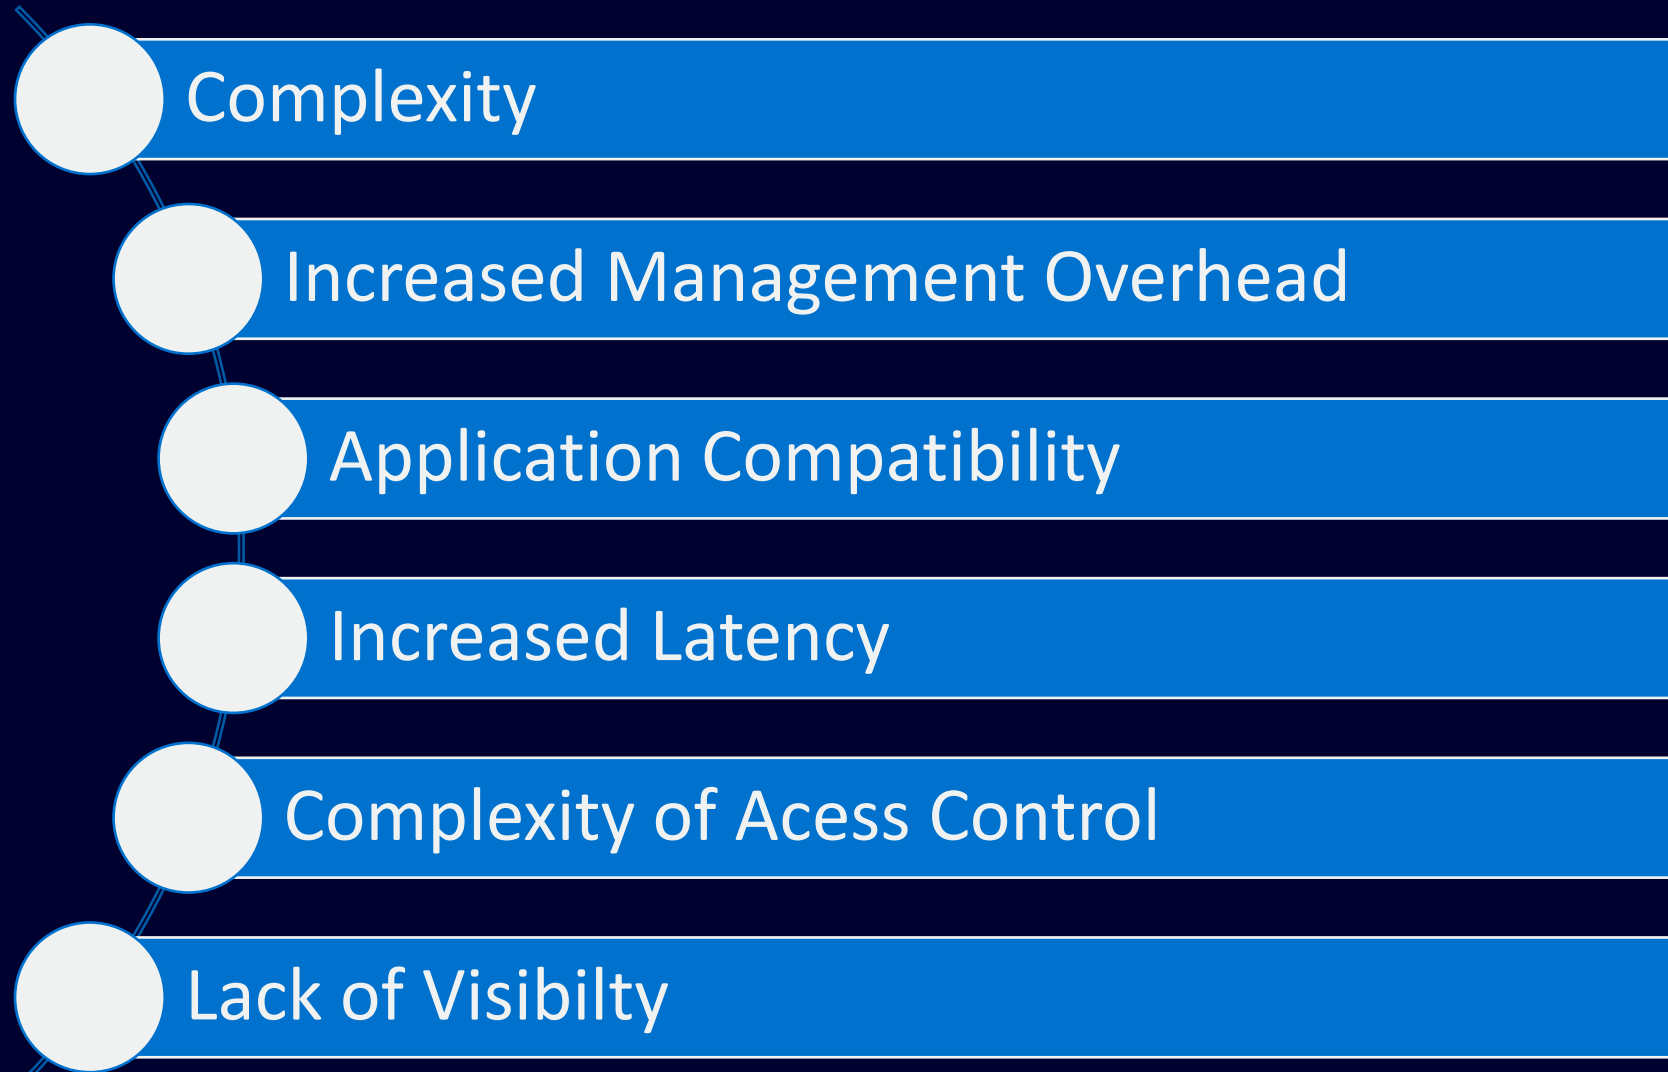 Complexity
Increased Management Overhead
Application Compatibility
Increased Latency
Complexity of Acess Control
Lack of Visibilty